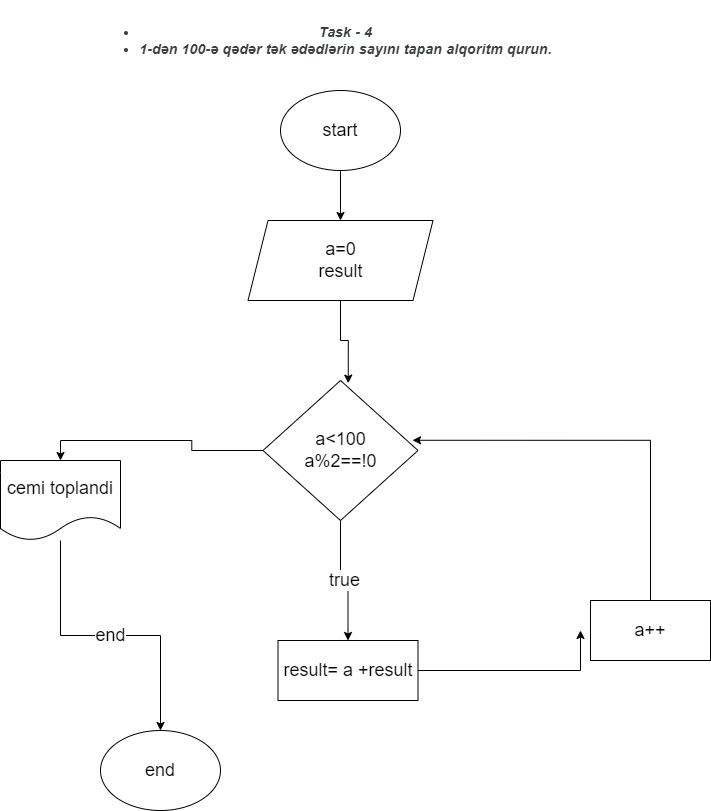 Task - 4
1-dən 100-ə qədər tək ədədlərin sayını tapan alqoritm qurun.
start
a=0
result
a<100
a%2==!0
cemi toplandi
true
a++
end
result= a +result
end